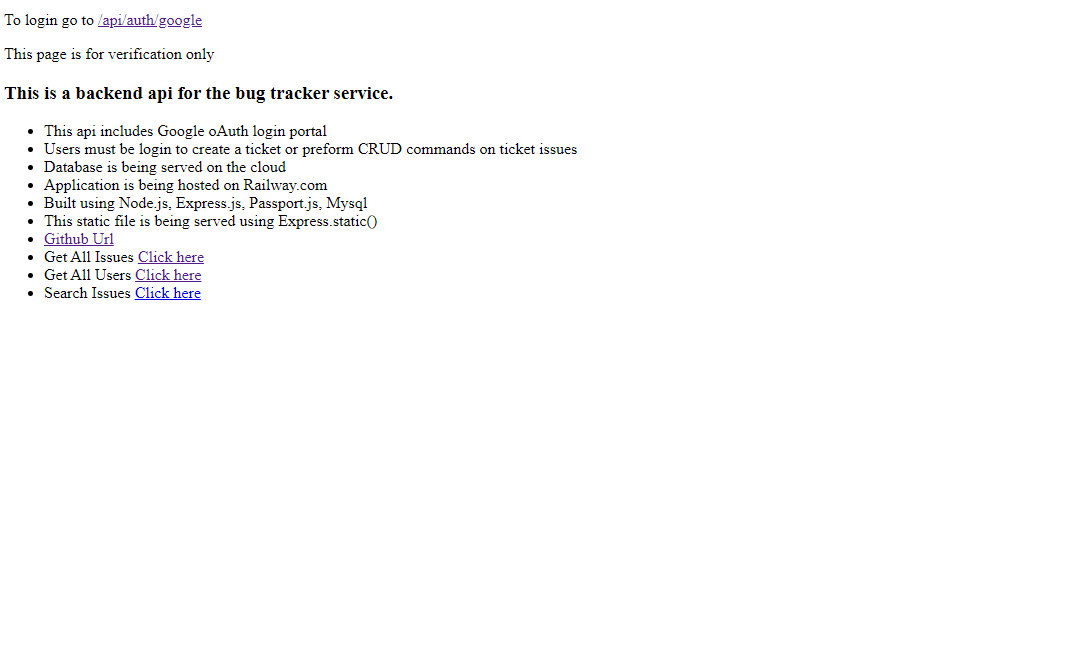 To login go to /api/auth/google
This page is for verification only
This is a backend api for the bug tracker service.
This api includes Google oAuth login portal
Users must be login to create a ticket or preform CRUD commands on ticket issues
Database is being served on the cloud
Application is being hosted on Railway.com
Built using Node.js, Express.js, Passport.js, Mysql
This static file is being served using Express.static()
Github Url
Get All Issues Click here
Get All Users Click here
Search Issues Click here